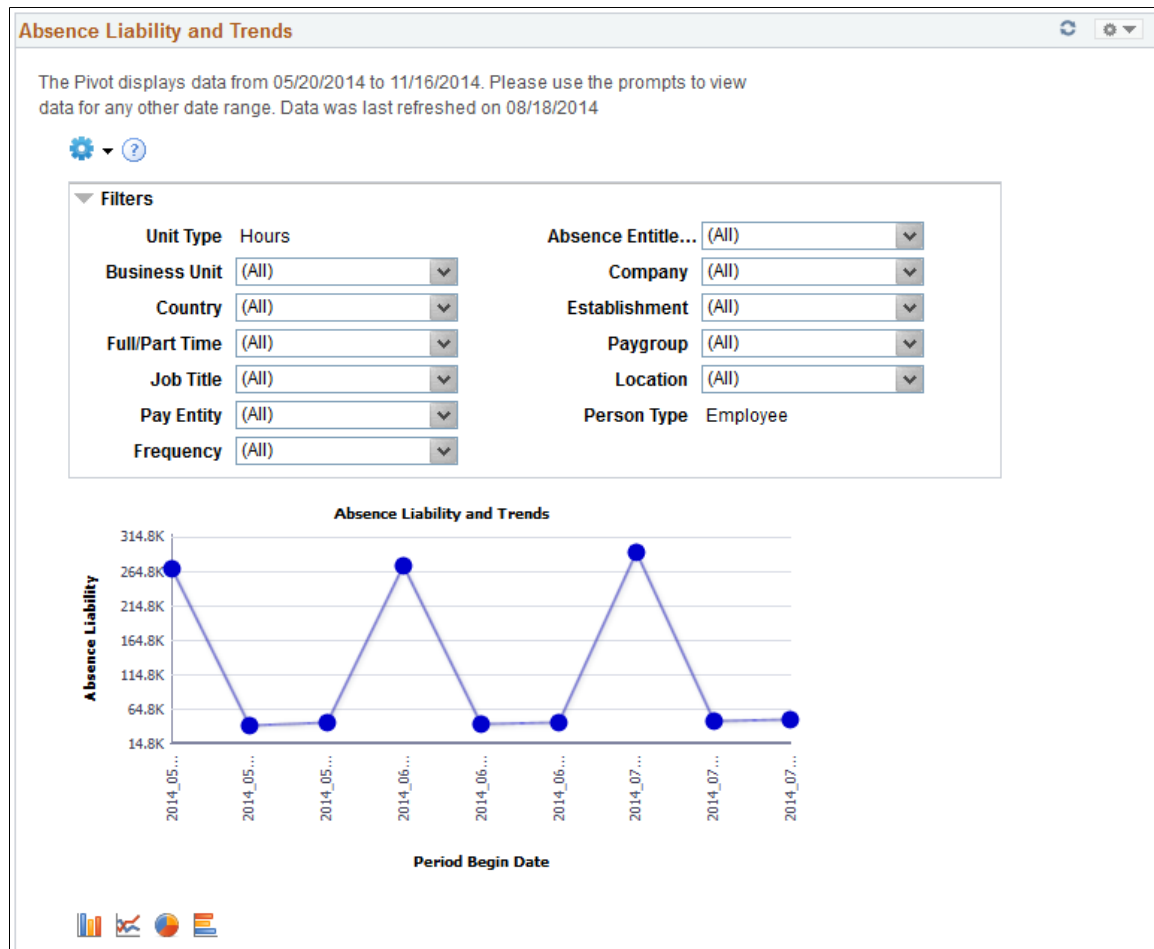 Absence Liability and Trends
The Pivot displays data from 05/20/2014 to 11/16/2014. Please use the prompts to view
data for any other date range. Data was last refreshed on 08/18/2014
?
Filters
Unit Type Hours
Business Unit (All)
Country (All)
Full/Part Time (All)
Job Title (All)
Pay Entity (All)
Frequency (All)
Absence Entitle... (All)
Company (All)
Establishment (All)
Paygroup (All)
Location (All)
Person Type Employee
Absence Liability and Trends
Absence Liability
314.8K
264.8K
214.8K
164.8K
114.8K
64.8K
14.8K
2014_05...
2014_05...
2014_05...
2014_06...
2014_06...
2014_06...
2014_07...
2014_07...
2014_07...
Period Begin Date